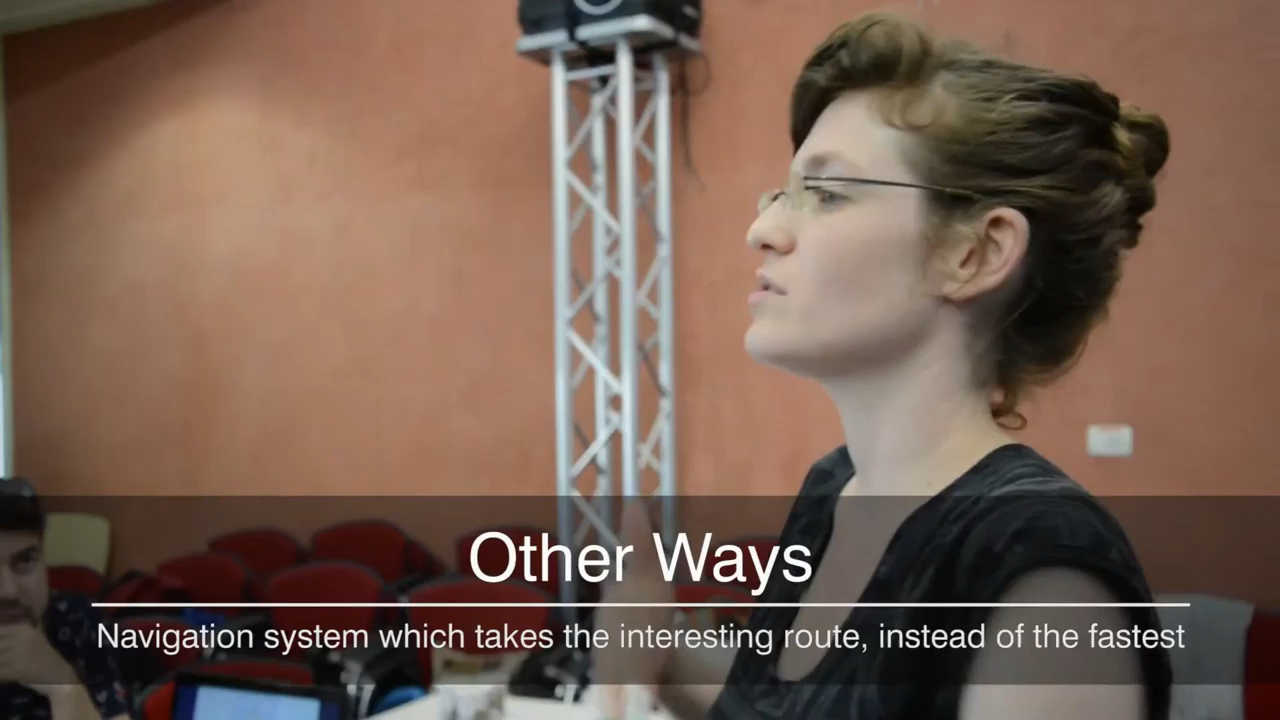 Other Ways
Navigation system which takes the interesting route, instead of the fastest